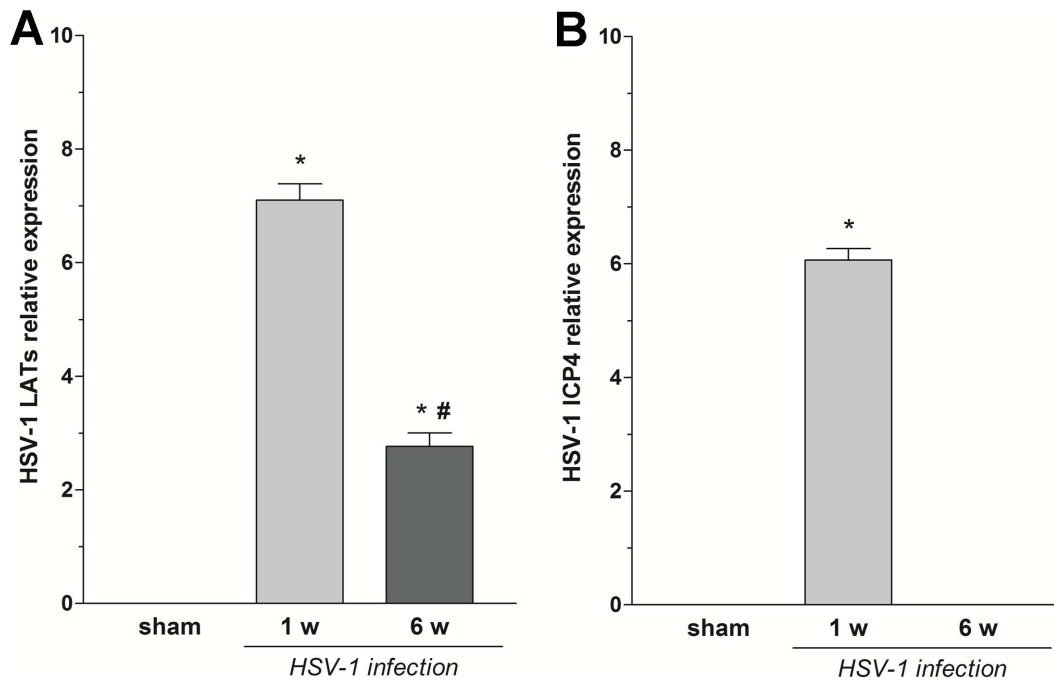 A
HSV-1 LATs relative expression
10
8
6
4
2
0
*
* #
sham 1 w 6 w
HSV-1 infection
B
HSV-1 ICP4 relative expression
10
8
6
4
2
0
*
sham 1 w 6 w
HSV-1 infection